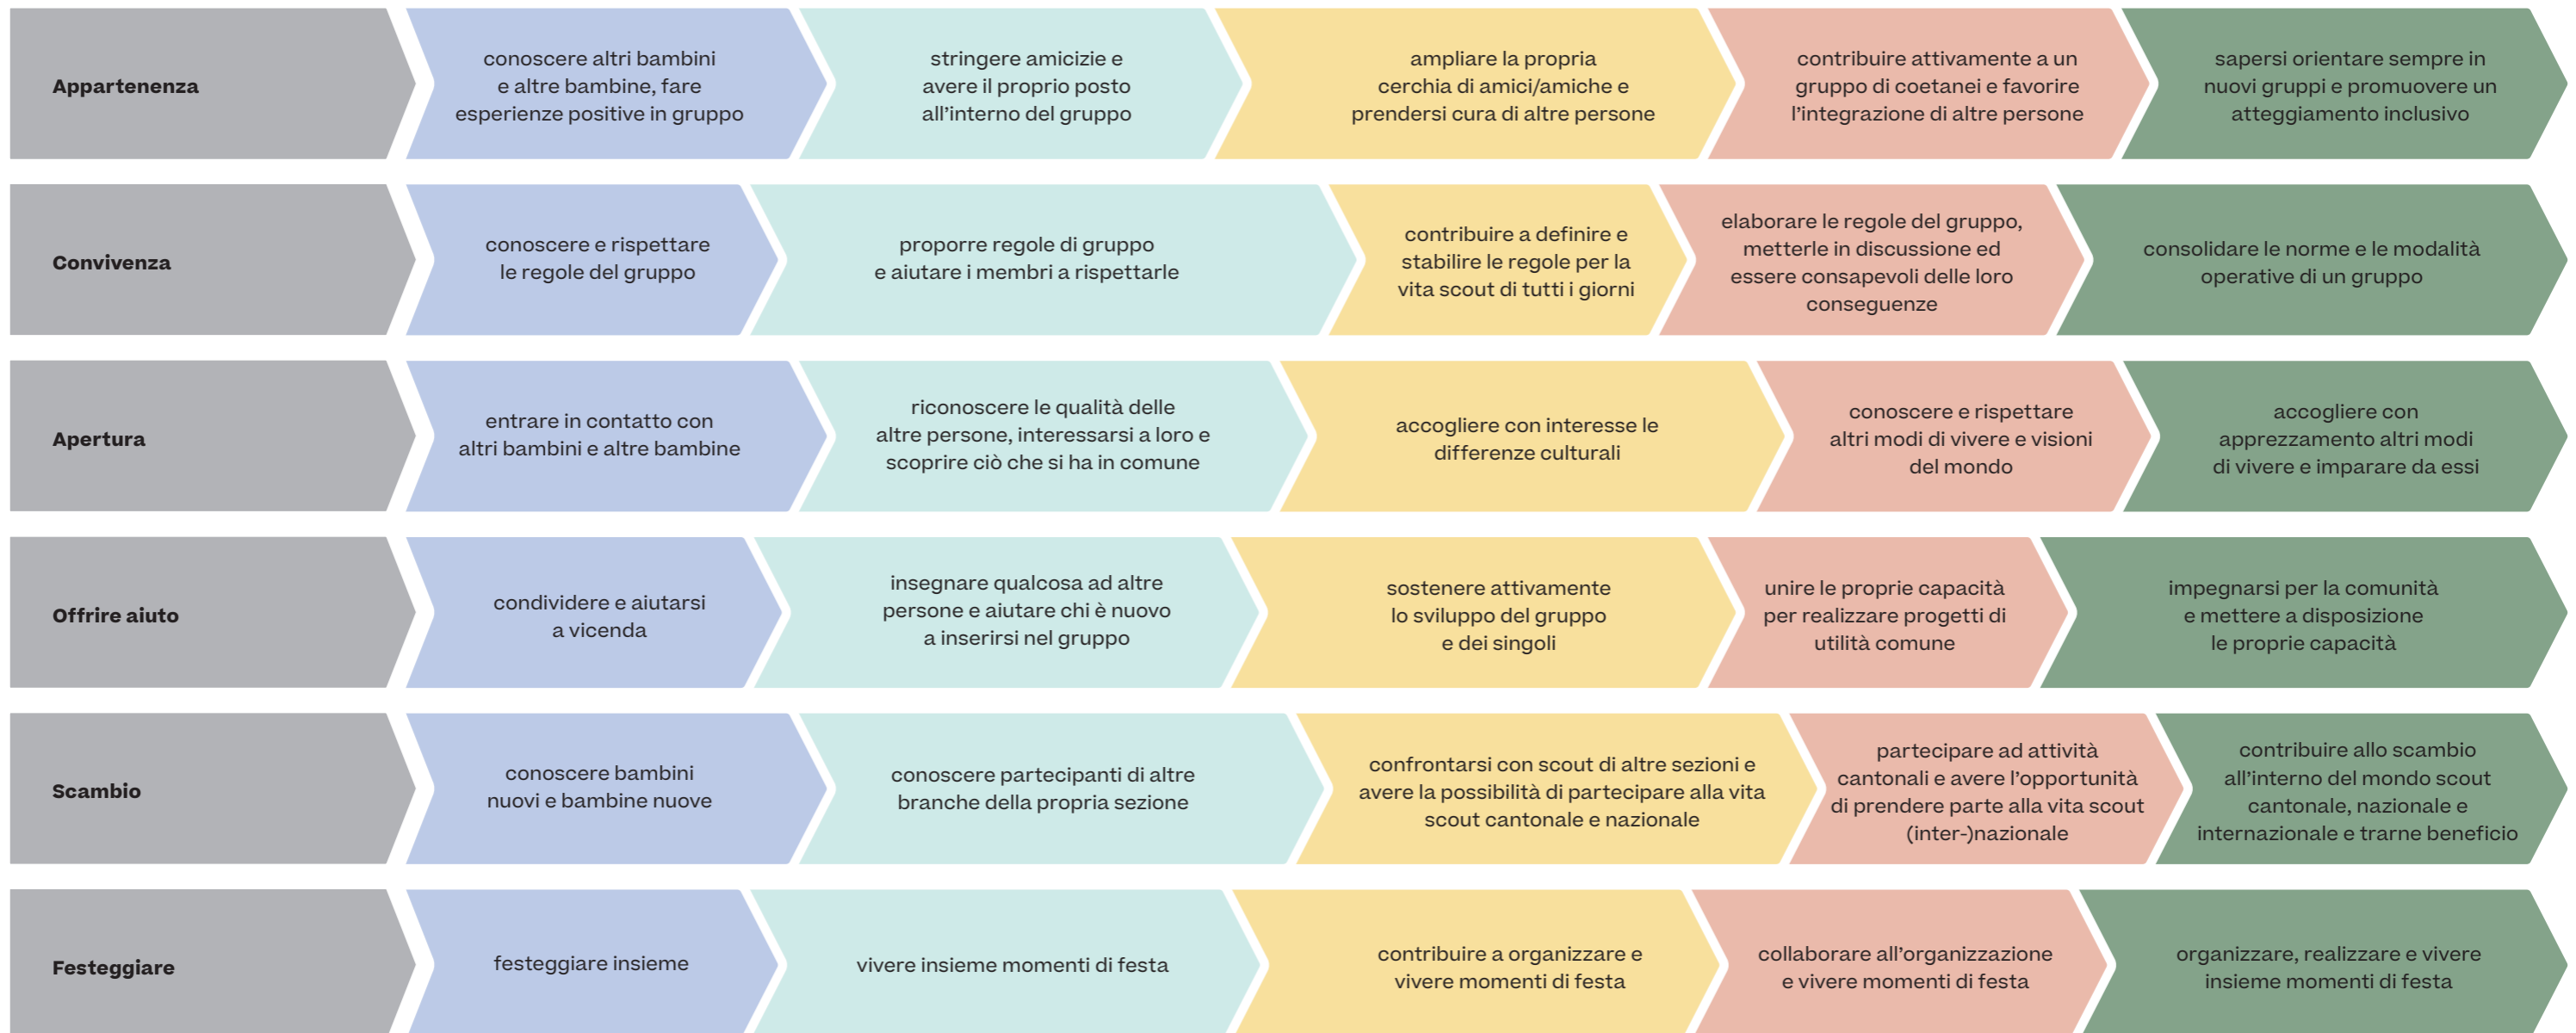 Appartenenza
conoscere altri bambini
e altre bambine, fare
esperienze positive in gruppo
stringere amicizie e
avere il proprio posto
all’interno del gruppo
ampliare la propria
cerchia di amici/amiche e
prendersi cura di altre persone
contribuire attivamente a un
gruppo di coetanei e favorire
l’integrazione di altre persone
sapersi orientare sempre in
nuovi gruppi e promuovere un
atteggiamento inclusivo
Convivenza
conoscere e rispettare
le regole del gruppo
proporre regole di gruppo
e aiutare i membri a rispettarle
contribuire a definire e
stabilire le regole per la
vita scout di tutti i giorni
elaborare le regole del gruppo,
metterle in discussione ed
essere consapevoli delle loro
conseguenze
consolidare le norme e le modalità
operative di un gruppo
Apertura
entrare in contatto con
altri bambini e altre bambine
riconoscere le qualità delle
altre persone, interessarsi a loro e
scoprire ciò che si ha in comune
accogliere con interesse le
differenze culturali
conoscere e rispettare
altri modi di vivere e visioni
del mondo
accogliere con
apprezzamento altri modi
di vivere e imparare da essi
Offrire aiuto
condividere e aiutarsi
a vicenda
insegnare qualcosa ad altre
persone e aiutare chi è nuovo
a inserirsi nel gruppo
sostenere attivamente
lo sviluppo del gruppo
e dei singoli
unire le proprie capacità
per realizzare progetti di
utilità comune
impegnarsi per la comunità
e mettere a disposizione
le proprie capacità
Scambio
conoscere bambini
nuovi e bambine nuove
conoscere partecipanti di altre
branche della propria sezione
confrontarsi con scout di altre sezioni e
avere la possibilità di partecipare alla vita
scout cantonale e nazionale
partecipare ad attività
cantonali e avere l’opportunità
di prendere parte alla vita scout
(inter-)nazionale
contribuire allo scambio
all’interno del mondo scout
cantonale, nazionale e
internazionale e trarne beneficio
Festeggiare
festeggiare insieme
vivere insieme momenti di festa
contribuire a organizzare e
vivere momenti di festa
collaborare all’organizzazione
e vivere momenti di festa
organizzare, realizzare e vivere
insieme momenti di festa